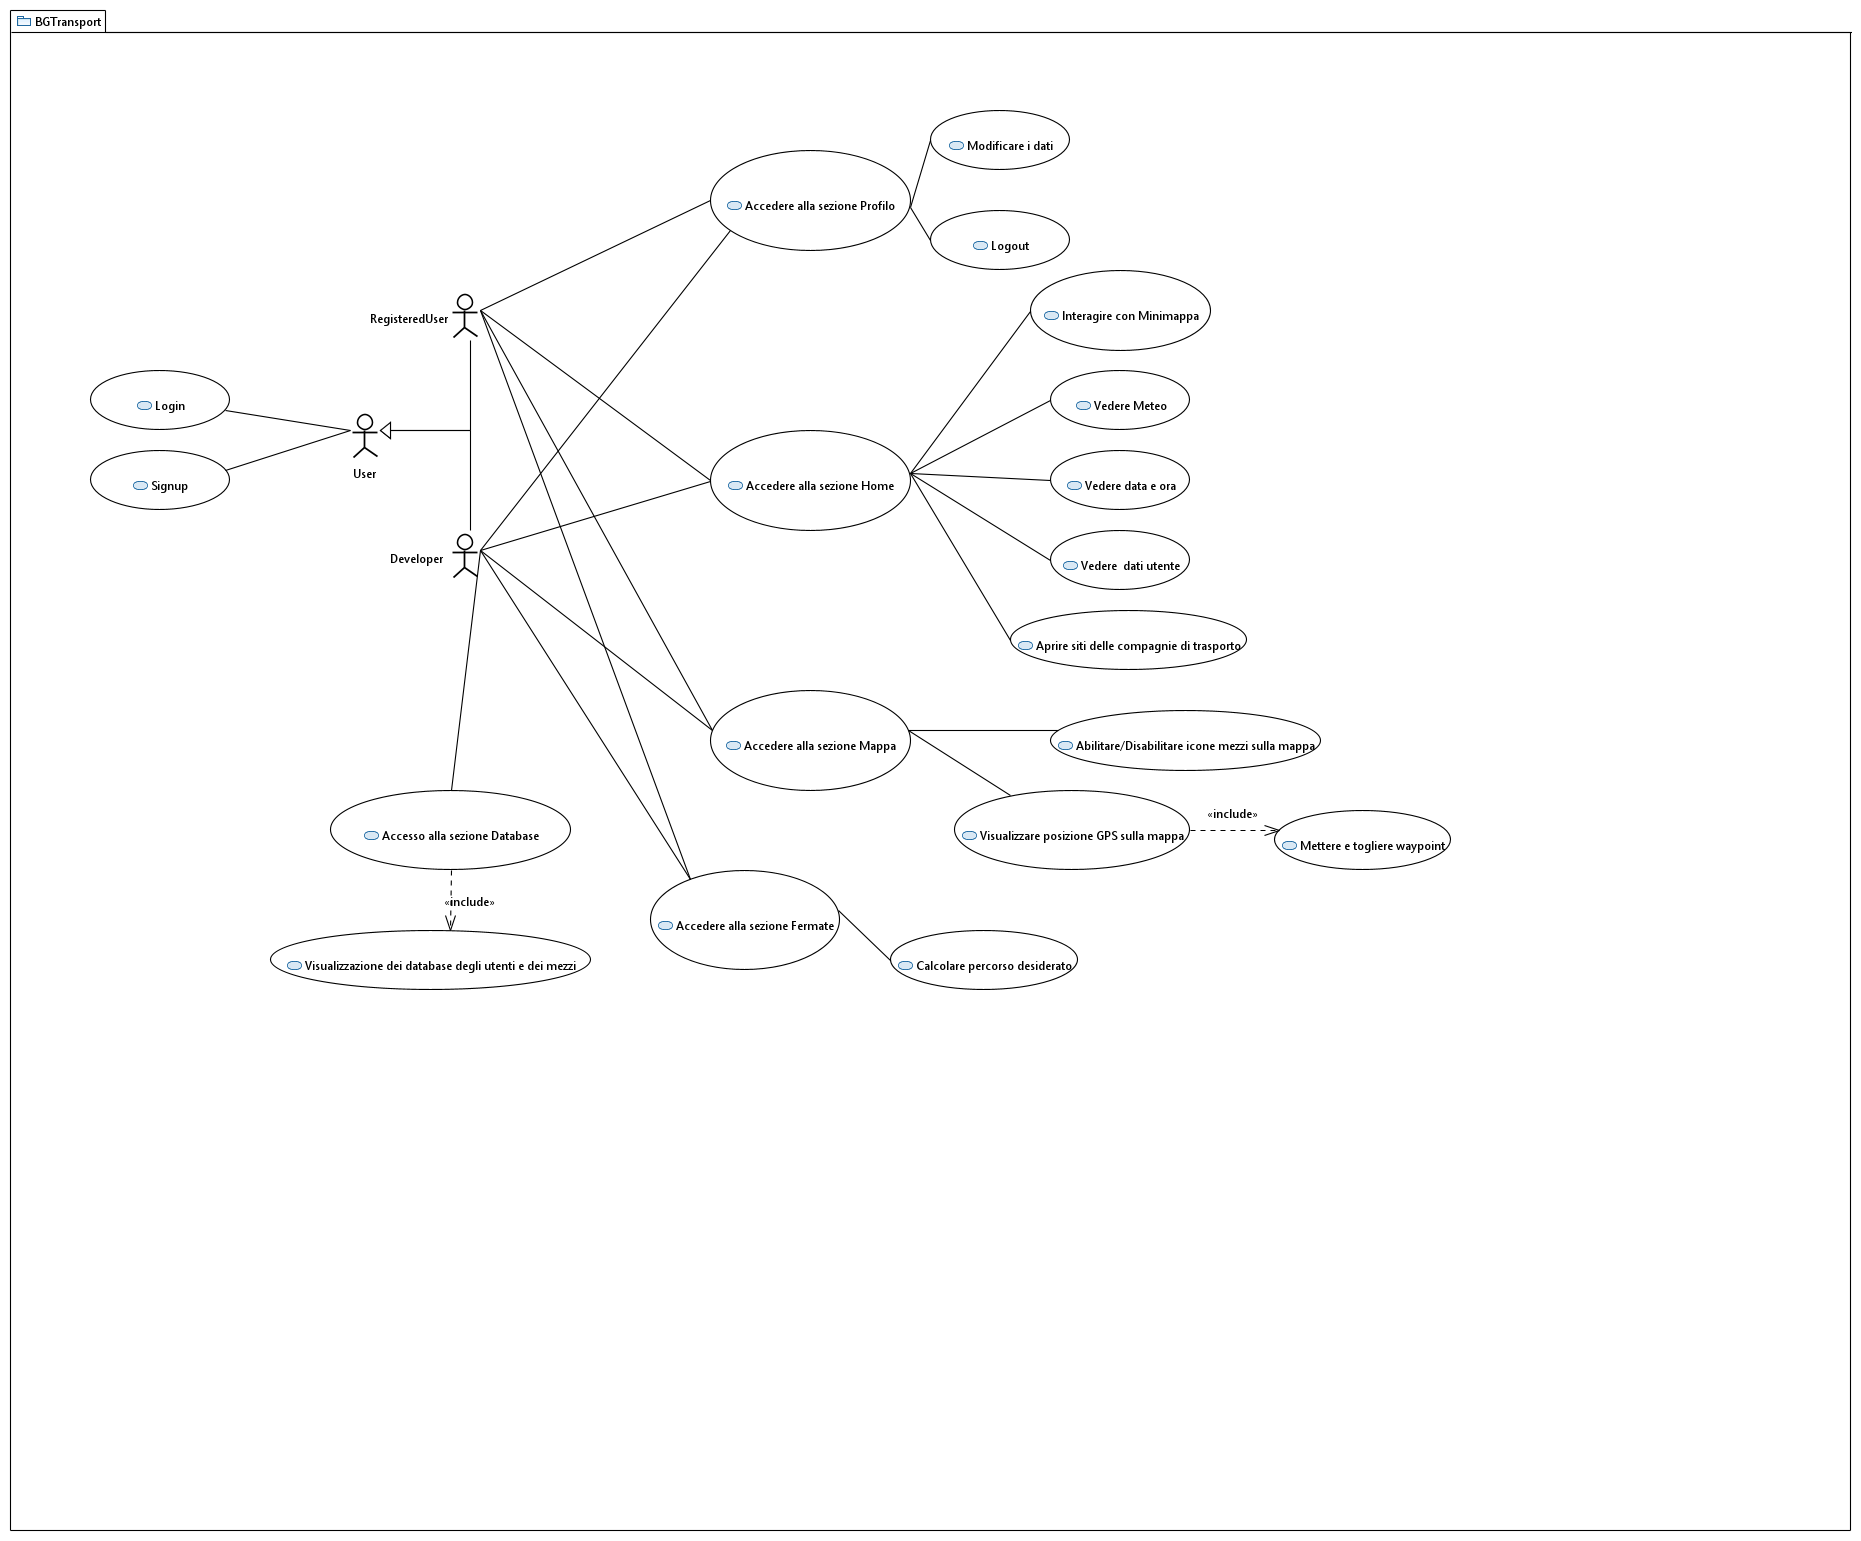 BGTransport
Modificare i dati
Accedere alla sezione Profilo
Logout
RegisteredUser
Interagire con Minimappa
Login
Vedere Meteo
User
Signup
Accedere alla sezione Home
Vedere data e ora
Developer
Vedere  dati utente
Aprire siti delle compagnie di trasporto
Accedere alla sezione Mappa
Abilitare/Disabilitare icone mezzi sulla mappa
«include»
Accesso alla sezione Database
Visualizzare posizione GPS sulla mappa
Mettere e togliere waypoint
«include»
Accedere alla sezione Fermate
Visualizzazione dei database degli utenti e dei mezzi
Calcolare percorso desiderato